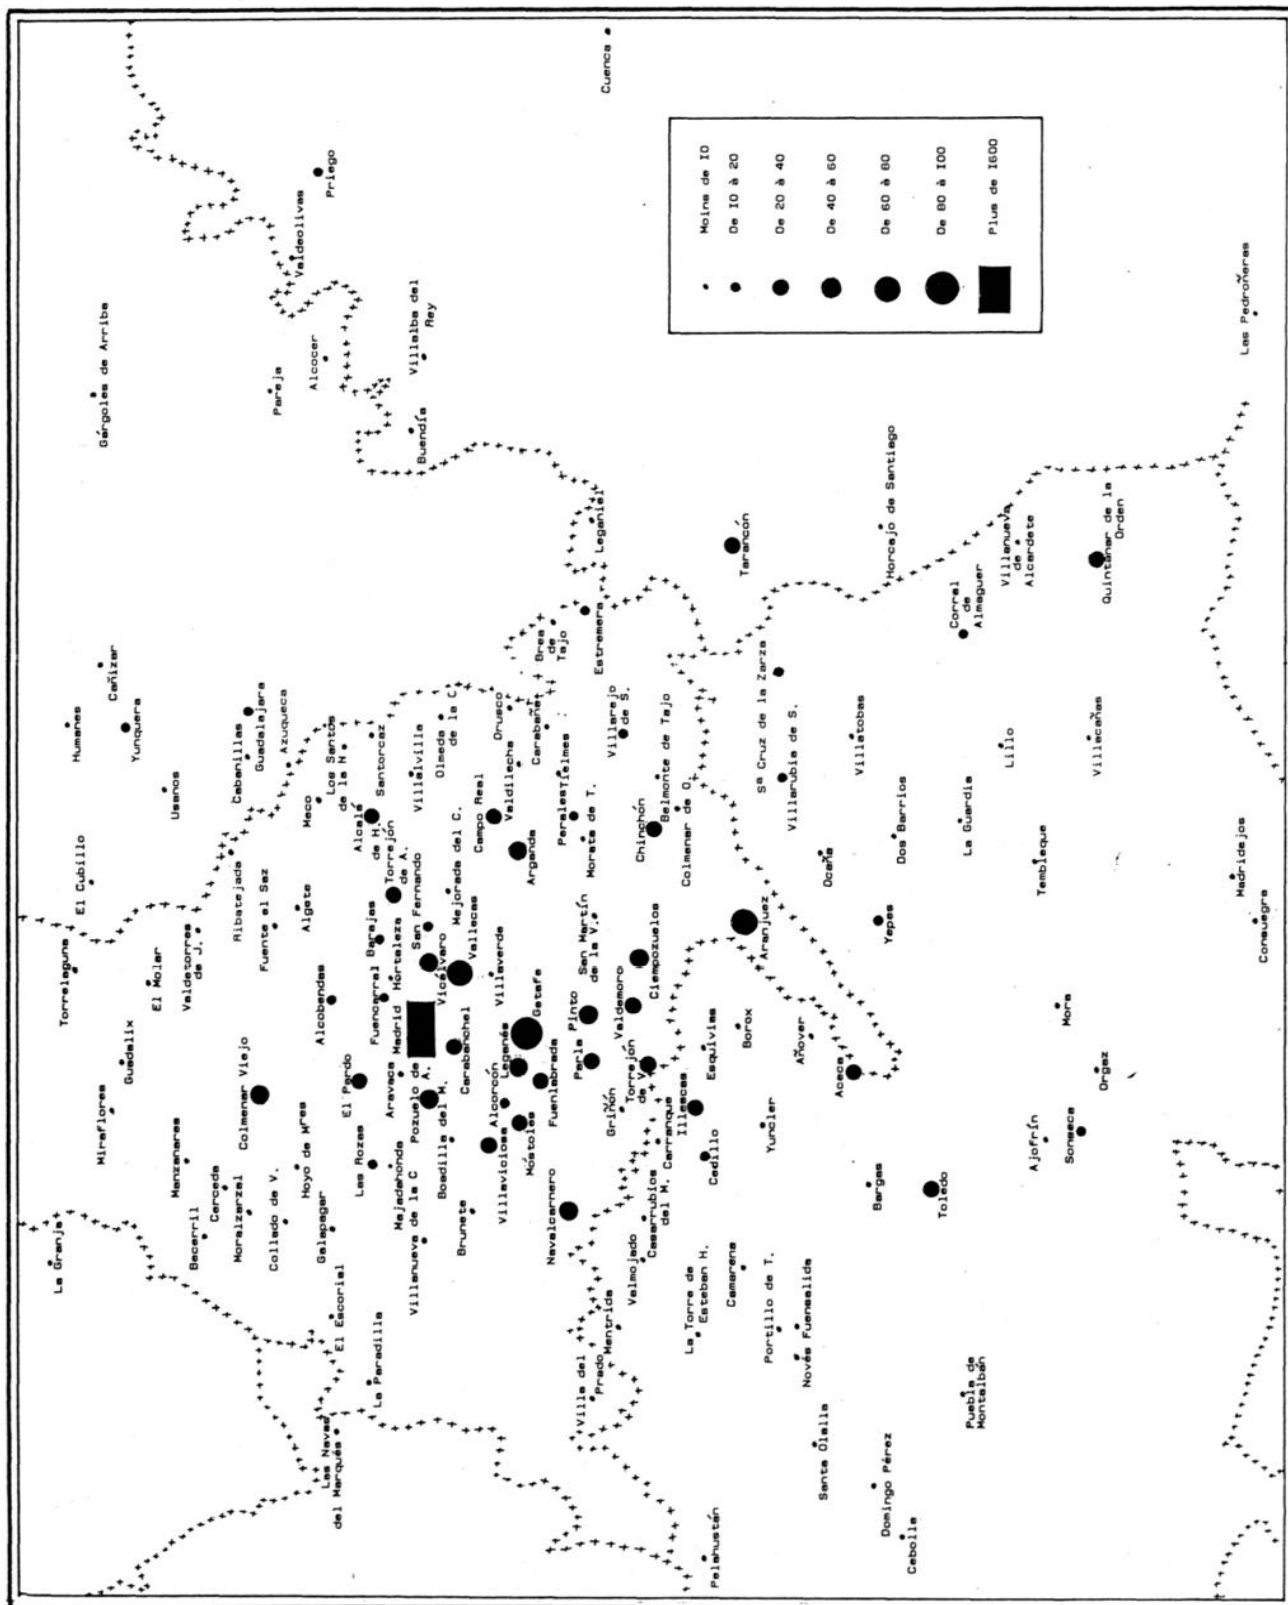 La Granja
Torrelaguna
Humanes
El Cubillo
Gárgoles de Arriba
Miraflores
Cañizar
Guadalix
Yunquera
El Molar
Usanos
Manzanares
Valdetorres
de J.
Becerril
Cerceda
Ribatejada
Cabanillas
Moralzarzal
Colmenar Viejo
Guadalajara
Fuente el Saz
Collado de V.
Azuqueca
Pareja
Hoyo de Mres
Algete
Valdeolivas
Meco
Alcocer
Galapagar
Alcobendas
Los Santos
de la N.
Priego
Las Navas
del Marqués
El Escorial
El Pardo
Alcalá
de H.
Las Rozas
Fuencarral
Barajas
Santorcaz
La Paradilla
Aravaca
Madrid
Hortaleza
Torrejón
de A.
Majadahonda
Villanueva de la C
Pozuelo de
A.
San Fernando
Villalvilla
Villalba del
Rey
Buendía
Boadilla del M.
Vicálvaro
Olmeda
de la C.
Mejorada del C.
Brunete
Carabanchel
Vallecas
Campo Real
Alcorcón
Villaverde
Orusco
Villaviciosa
Leganés
Valdilecha
Móstoles
Getafe
Arganda
Carabaña
Brea
de
Tajo
Navalcarnero
Fuenlabrada
Perales
Tielmes
Villa del
Prado
Parla
Pinto
San Martín
de la V.
Morata de T.
Estremera
Leganiel
Cuenca
Mentrida
Griñón
Valdemoro
Villarejo
de S.
Valmojado
Casarrubios
del M.
Carranque
Torrejón
de V.
Ciempozuelos
Chinchón
Belmonte de Tajo
La Torre de
Esteban H.
Illescas
Esquivias
Colmenar de O.
Palahustán
Cedillo
Camarena
Borox
Aranjuez
Tarancón
Yuncler
Portillo de T.
Sª Cruz de la Zarza
Villarubia de S.
Añover
Novés
Fuensalida
Santa Olalla
Ocaña
Aceca
Villatobas
Bargas
Domingo Pérez
Yepes
Dos Barrios
Horcajo de Santiago
Cebolla
Toledo
Puebla de
Montalbán
La Guardia
Corral
de
Almaguer
Lillo
Villanueva
de
Alcardete
Ajofrín
Tembleque
Mora
Sonseca
Villacañas
Orgaz
Quintanar de la
Orden
Madridejos
Consuegra
Las Pedroñeras
Moins de 10
De 10 à 20
De 20 à 40
De 40 à 60
De 60 à 80
De 80 à 100
Plus de 1600